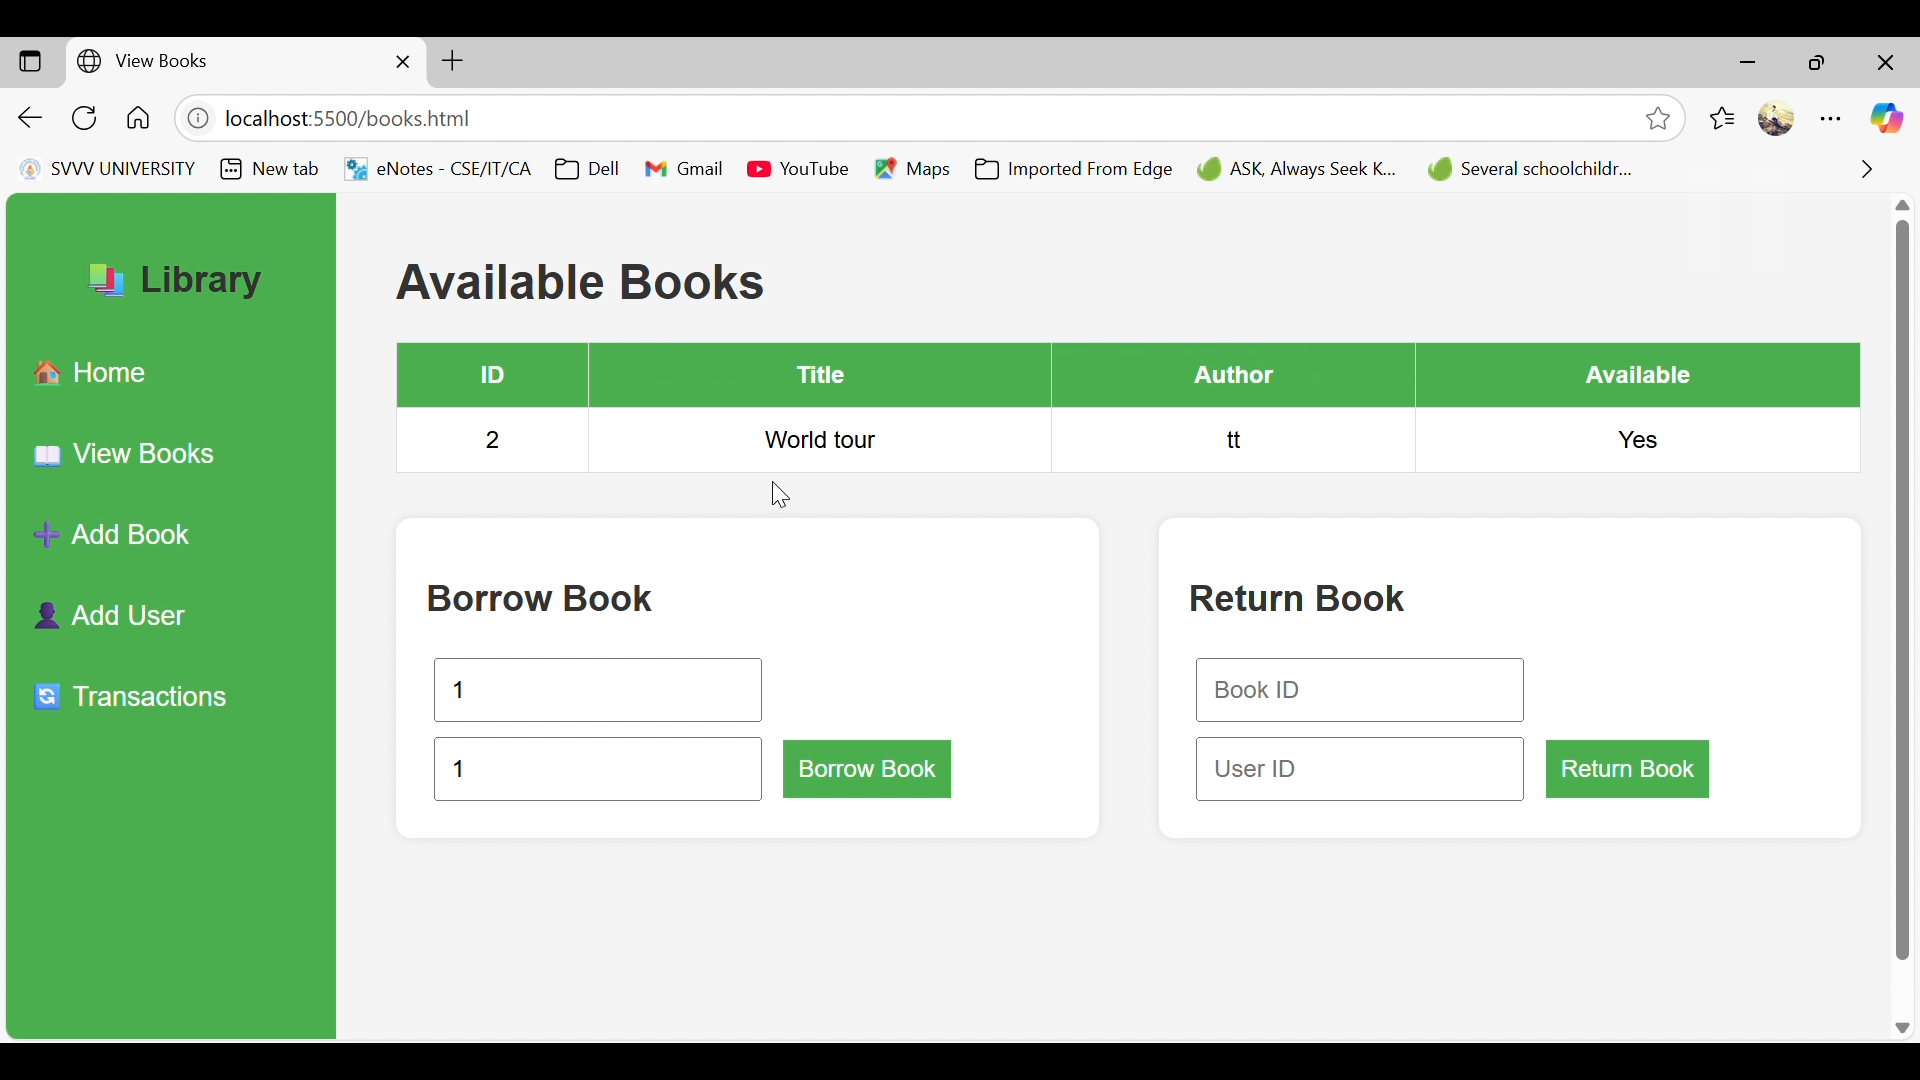 View Books
localhost:5500/books.html
SVVV UNIVERSITY New tab eNotes - CSE/IT/CA Dell Gmail YouTube Maps Imported From Edge ASK, Always Seek K... Several schoolchildr...
Library
Home
View Books
Add Book
Add User
Transactions
Available Books
ID Title Author Available
2 World tour tt Yes
Borrow Book
1
1 Borrow Book
Return Book
Book ID
User ID Return Book